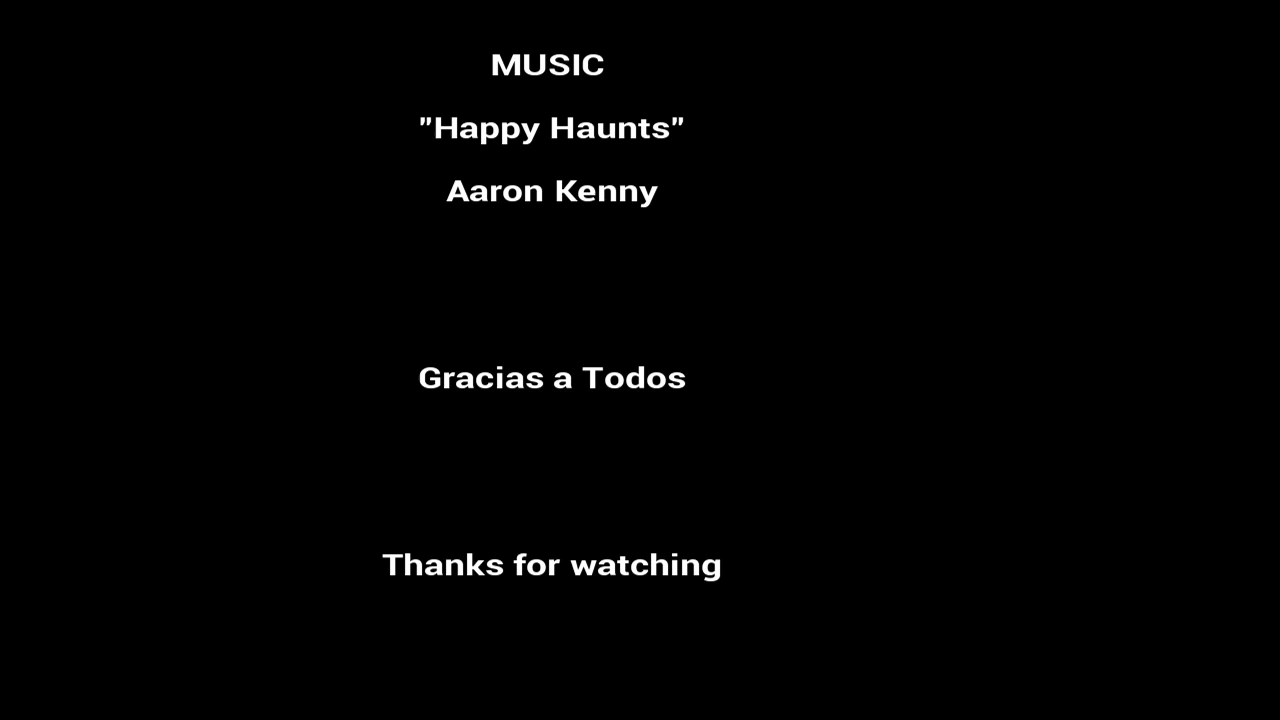 MUSIC
"Happy Haunts"
Aaron Kenny
Gracias a Todos
Thanks for watching